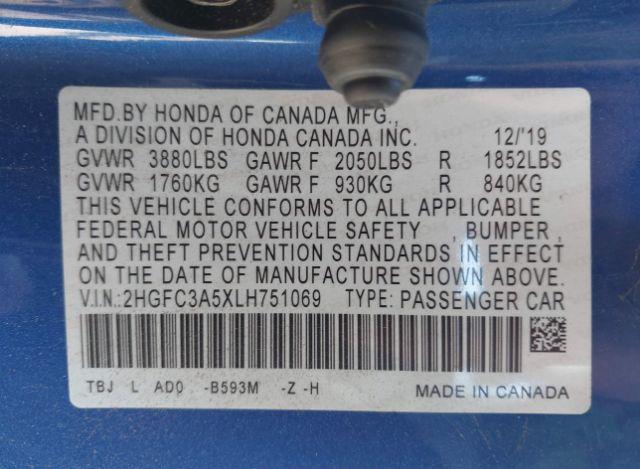 MFD.BY HONDA OF CANADA MFG.,
A DIVISION OF HONDA CANADA INC. 12/'19
GVWR 3880LBS GAWR F 2050LBS R 1852LBS
GVWR 1760KG GAWR F 930KG R 840KG
THIS VEHICLE CONFORMS TO ALL APPLICABLE
FEDERAL MOTOR VEHICLE SAFETY , BUMPER ,
AND THEFT PREVENTION STANDARDS IN EFFECT
ON THE DATE OF MANUFACTURE SHOWN ABOVE.
V.I.N.:2HGFC3A5XLH751069 TYPE: PASSENGER CAR
TBJ L AD0 -B593M -Z -H MADE IN CANADA